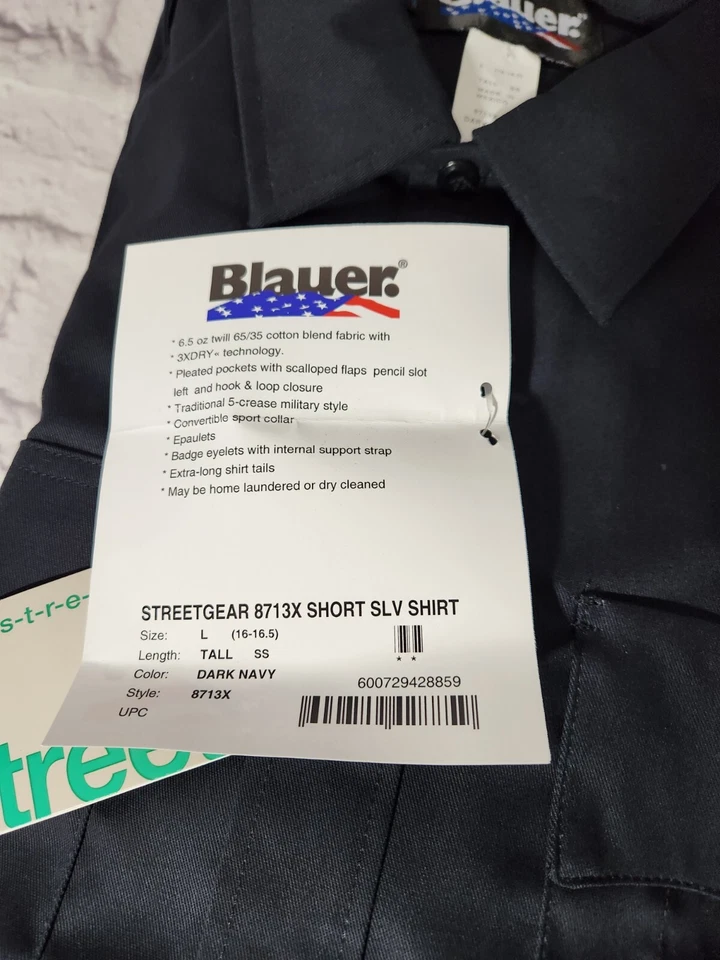 Blauer.
Blauer.®
* 6.5 oz twill 65/35 cotton blend fabric with
* 3XDRY« technology.
* Pleated pockets with scalloped flaps pencil slot
left and hook & loop closure
* Traditional 5-crease military style
* Convertible sport collar
* Epaulets
* Badge eyelets with internal support strap
* Extra-long shirt tails
* May be home laundered or dry cleaned
STREETGEAR 8713X SHORT SLV SHIRT
Size: L (16-16.5)
Length: TALL SS
Color: DARK NAVY
Style: 8713X
UPC
* *
600729428859
s-t-r-e-
tree